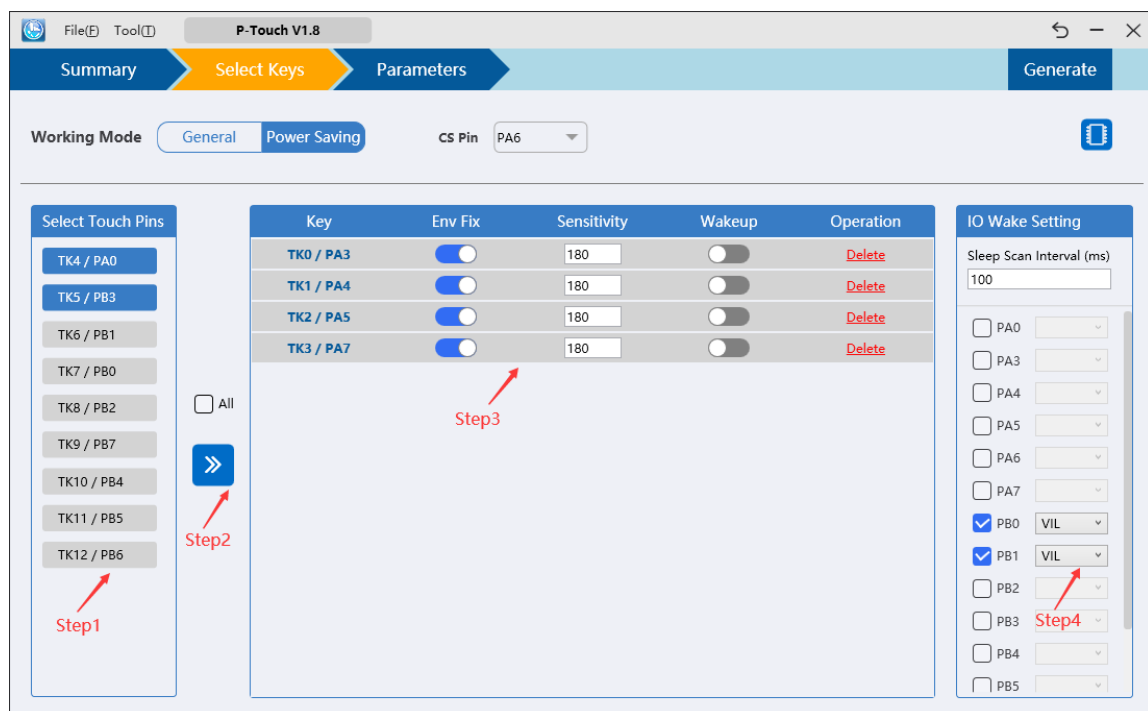 File(F) Tool(T) P-Touch V1.8
Summary Select Keys Parameters Generate
Working Mode General Power Saving CS Pin PA6
Select Touch Pins
TK4 / PA0
TK5 / PB3
TK6 / PB1
TK7 / PB0
TK8 / PB2
TK9 / PB7
TK10 / PB4
TK11 / PB5
TK12 / PB6
Step1
All
Step2
Key Env Fix Sensitivity Wakeup Operation
TK0 / PA3 180 Delete
TK1 / PA4 180 Delete
TK2 / PA5 180 Delete
TK3 / PA7 180 Delete
Step3
IO Wake Setting
Sleep Scan Interval (ms)
100
PA0
PA3
PA4
PA5
PA6
PA7
PB0 VIL
PB1 VIL
PB2
PB3 Step4
PB4
PB5